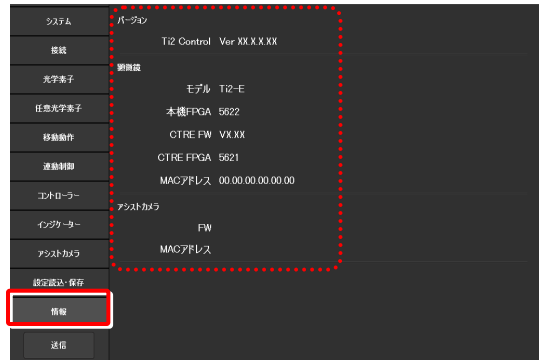 システム
接続
光学素子
任意光学素子
移動動作
連動制御
コントローラー
インジケーター
アシストカメラ
設定読込・保存
情報
送信
バージョン
Ti2 Control Ver XX.X.X.XX
顕微鏡
モデル Ti2-E
本機FPGA 5622
CTRE FW VX.XX
CTRE FPGA 5621
MACアドレス 00.00.00.00.00.00
アシストカメラ
FW
MACアドレス